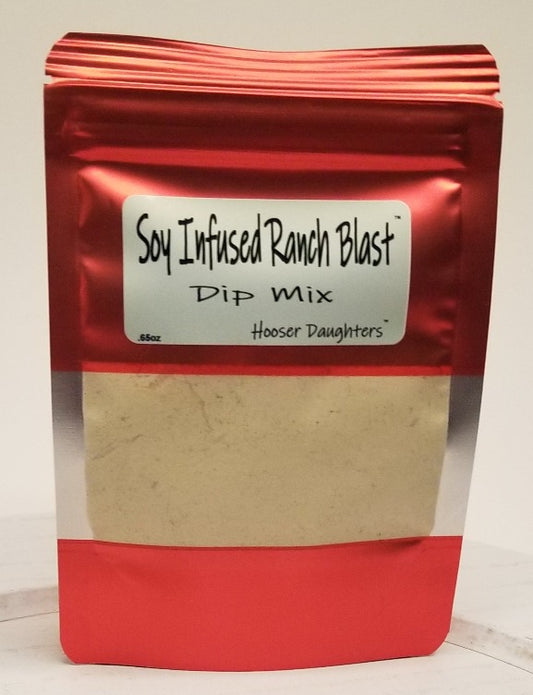 Soy Infused Ranch Blast™
Dip Mix
Hooser Daughters™
.65oz